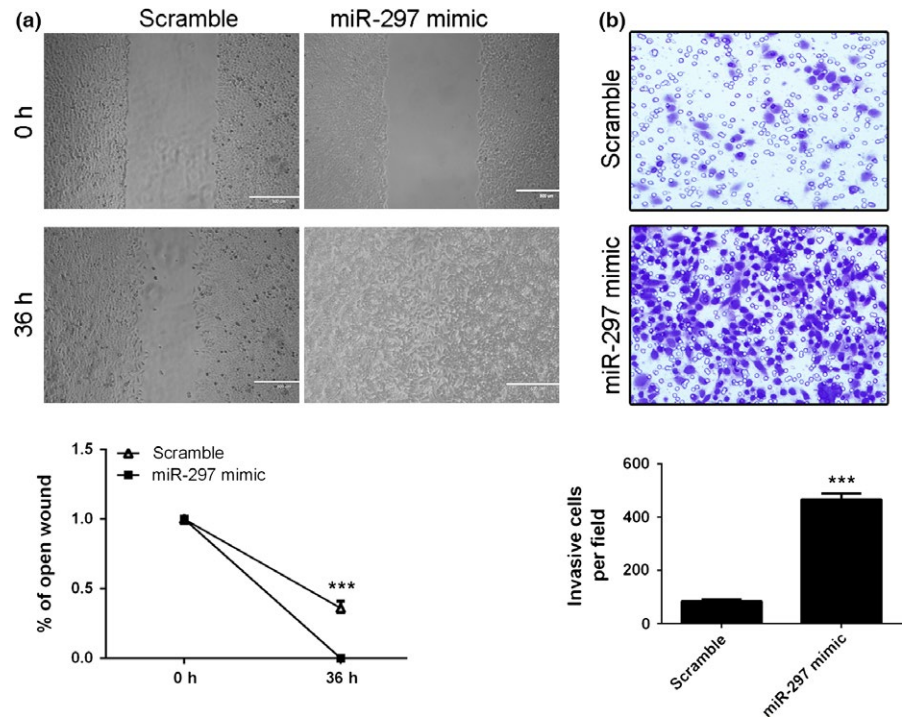 (a)
Scramble
miR-297 mimic
0 h
36 h
1.5
1.0
0.5
0.0
% of open wound
Scramble
miR-297 mimic
***
0 h
36 h
(b)
Scramble
miR-297 mimic
600
400
200
0
Invasive cells
per field
***
Scramble
miR-297 mimic